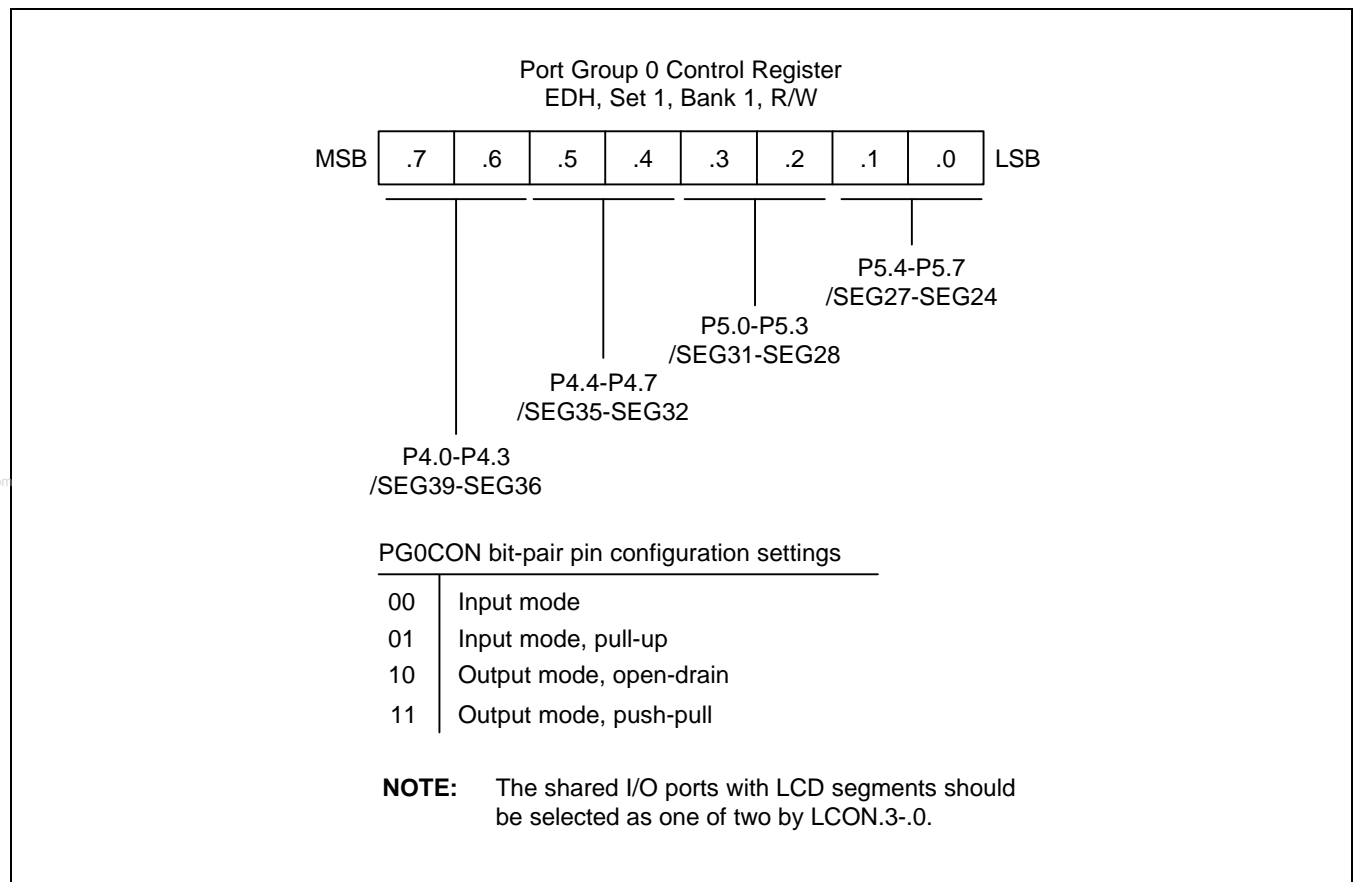 Port Group 0 Control Register
EDH, Set 1, Bank 1, R/W
MSB .7 .6 .5 .4 .3 .2 .1 .0 LSB
P5.4-P5.7
/SEG27-SEG24
P5.0-P5.3
/SEG31-SEG28
P4.4-P4.7
/SEG35-SEG32
P4.0-P4.3
/SEG39-SEG36
PG0CON bit-pair pin configuration settings
00 Input mode
01 Input mode, pull-up
10 Output mode, open-drain
11 Output mode, push-pull
NOTE: The shared I/O ports with LCD segments should
be selected as one of two by LCON.3-.0.